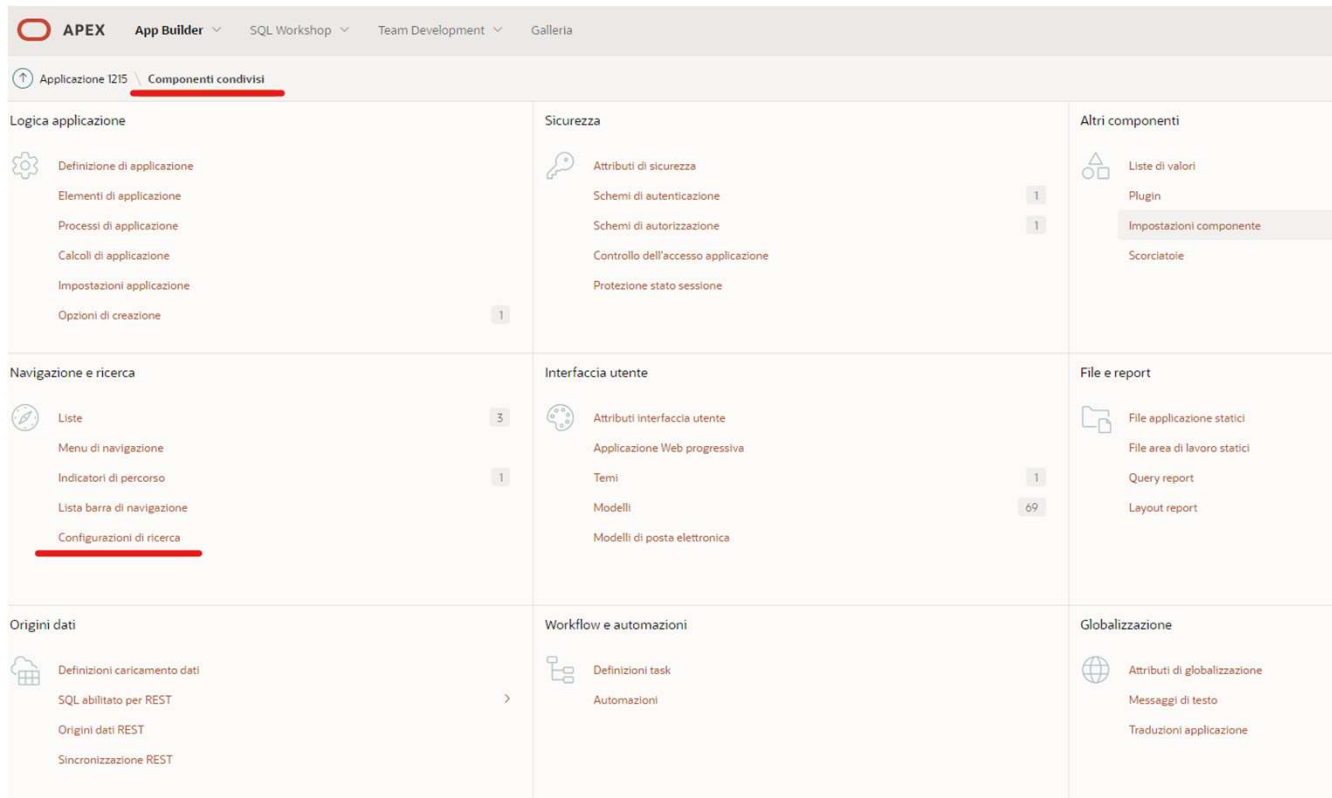 APEX App Builder SQL Workshop Team Development Galleria
Applicazione 1215 \ Componenti condivisi
Logica applicazione
Definizione di applicazione
Elementi di applicazione
Processi di applicazione
Calcoli di applicazione
Impostazioni applicazione
Opzioni di creazione 1
Sicurezza
Attributi di sicurezza
Schemi di autenticazione 1
Schemi di autorizzazione 1
Controllo dell'accesso applicazione
Protezione stato sessione
Altri componenti
Liste di valori
Plugin
Impostazioni componente
Scorciatoie
Navigazione e ricerca
Liste 3
Menu di navigazione
Indicatori di percorso 1
Lista barra di navigazione
Configurazioni di ricerca
Interfaccia utente
Attributi interfaccia utente
Applicazione Web progressiva
Temi 1
Modelli 69
Modelli di posta elettronica
File e report
File applicazione statici
File area di lavoro statici
Query report
Layout report
Origini dati
Definizioni caricamento dati
SQL abilitato per REST
Origini dati REST
Sincronizzazione REST
Workflow e automazioni
Definizioni task
Automazioni
Globalizzazione
Attributi di globalizzazione
Messaggi di testo
Traduzioni applicazione